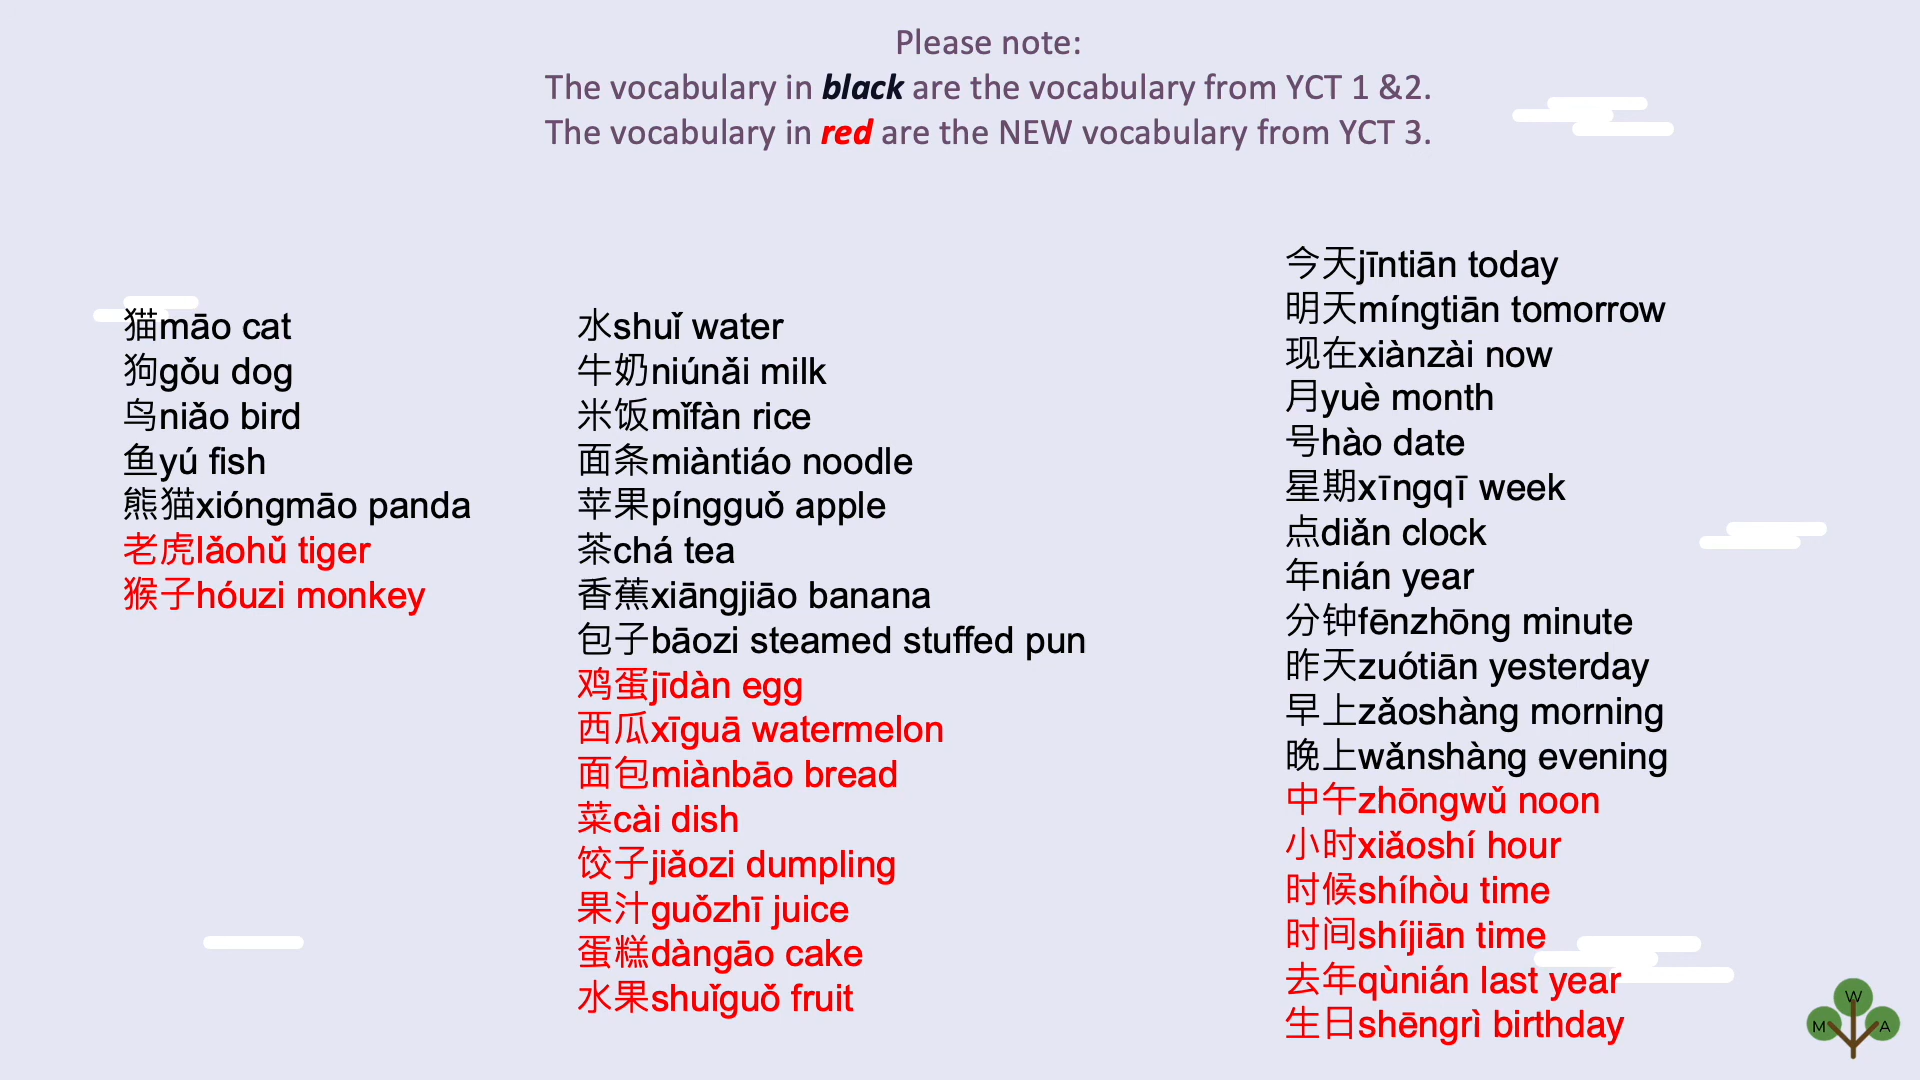 Please note:
The vocabulary in black are the vocabulary from YCT 1 &2.
The vocabulary in red are the NEW vocabulary from YCT 3.
猫māo cat
狗gǒu dog
鸟niǎo bird
鱼yú fish
熊猫xióngmāo panda
老虎lǎohǔ tiger
猴子hóuzi monkey
水shuǐ water
牛奶niúnǎi milk
米饭mǐfàn rice
面条miàntiáo noodle
苹果píngguǒ apple
茶chá tea
香蕉xiāngjiāo banana
包子bāozi steamed stuffed pun
鸡蛋jīdàn egg
西瓜xīguā watermelon
面包miànbāo bread
菜cài dish
饺子jiǎozi dumpling
果汁guǒzhī juice
蛋糕dàngāo cake
水果shuǐguǒ fruit
今天jīntiān today
明天míngtiān tomorrow
现在xiànzài now
月yuè month
号hào date
星期xīngqī week
点diǎn clock
年nián year
分钟fēnzhōng minute
昨天zuótiān yesterday
早上zǎoshàng morning
晚上wǎnshàng evening
中午zhōngwǔ noon
小时xiǎoshí hour
时候shíhòu time
时间shíjiān time
去年qùnián last year
生日shēngrì birthday
M W A